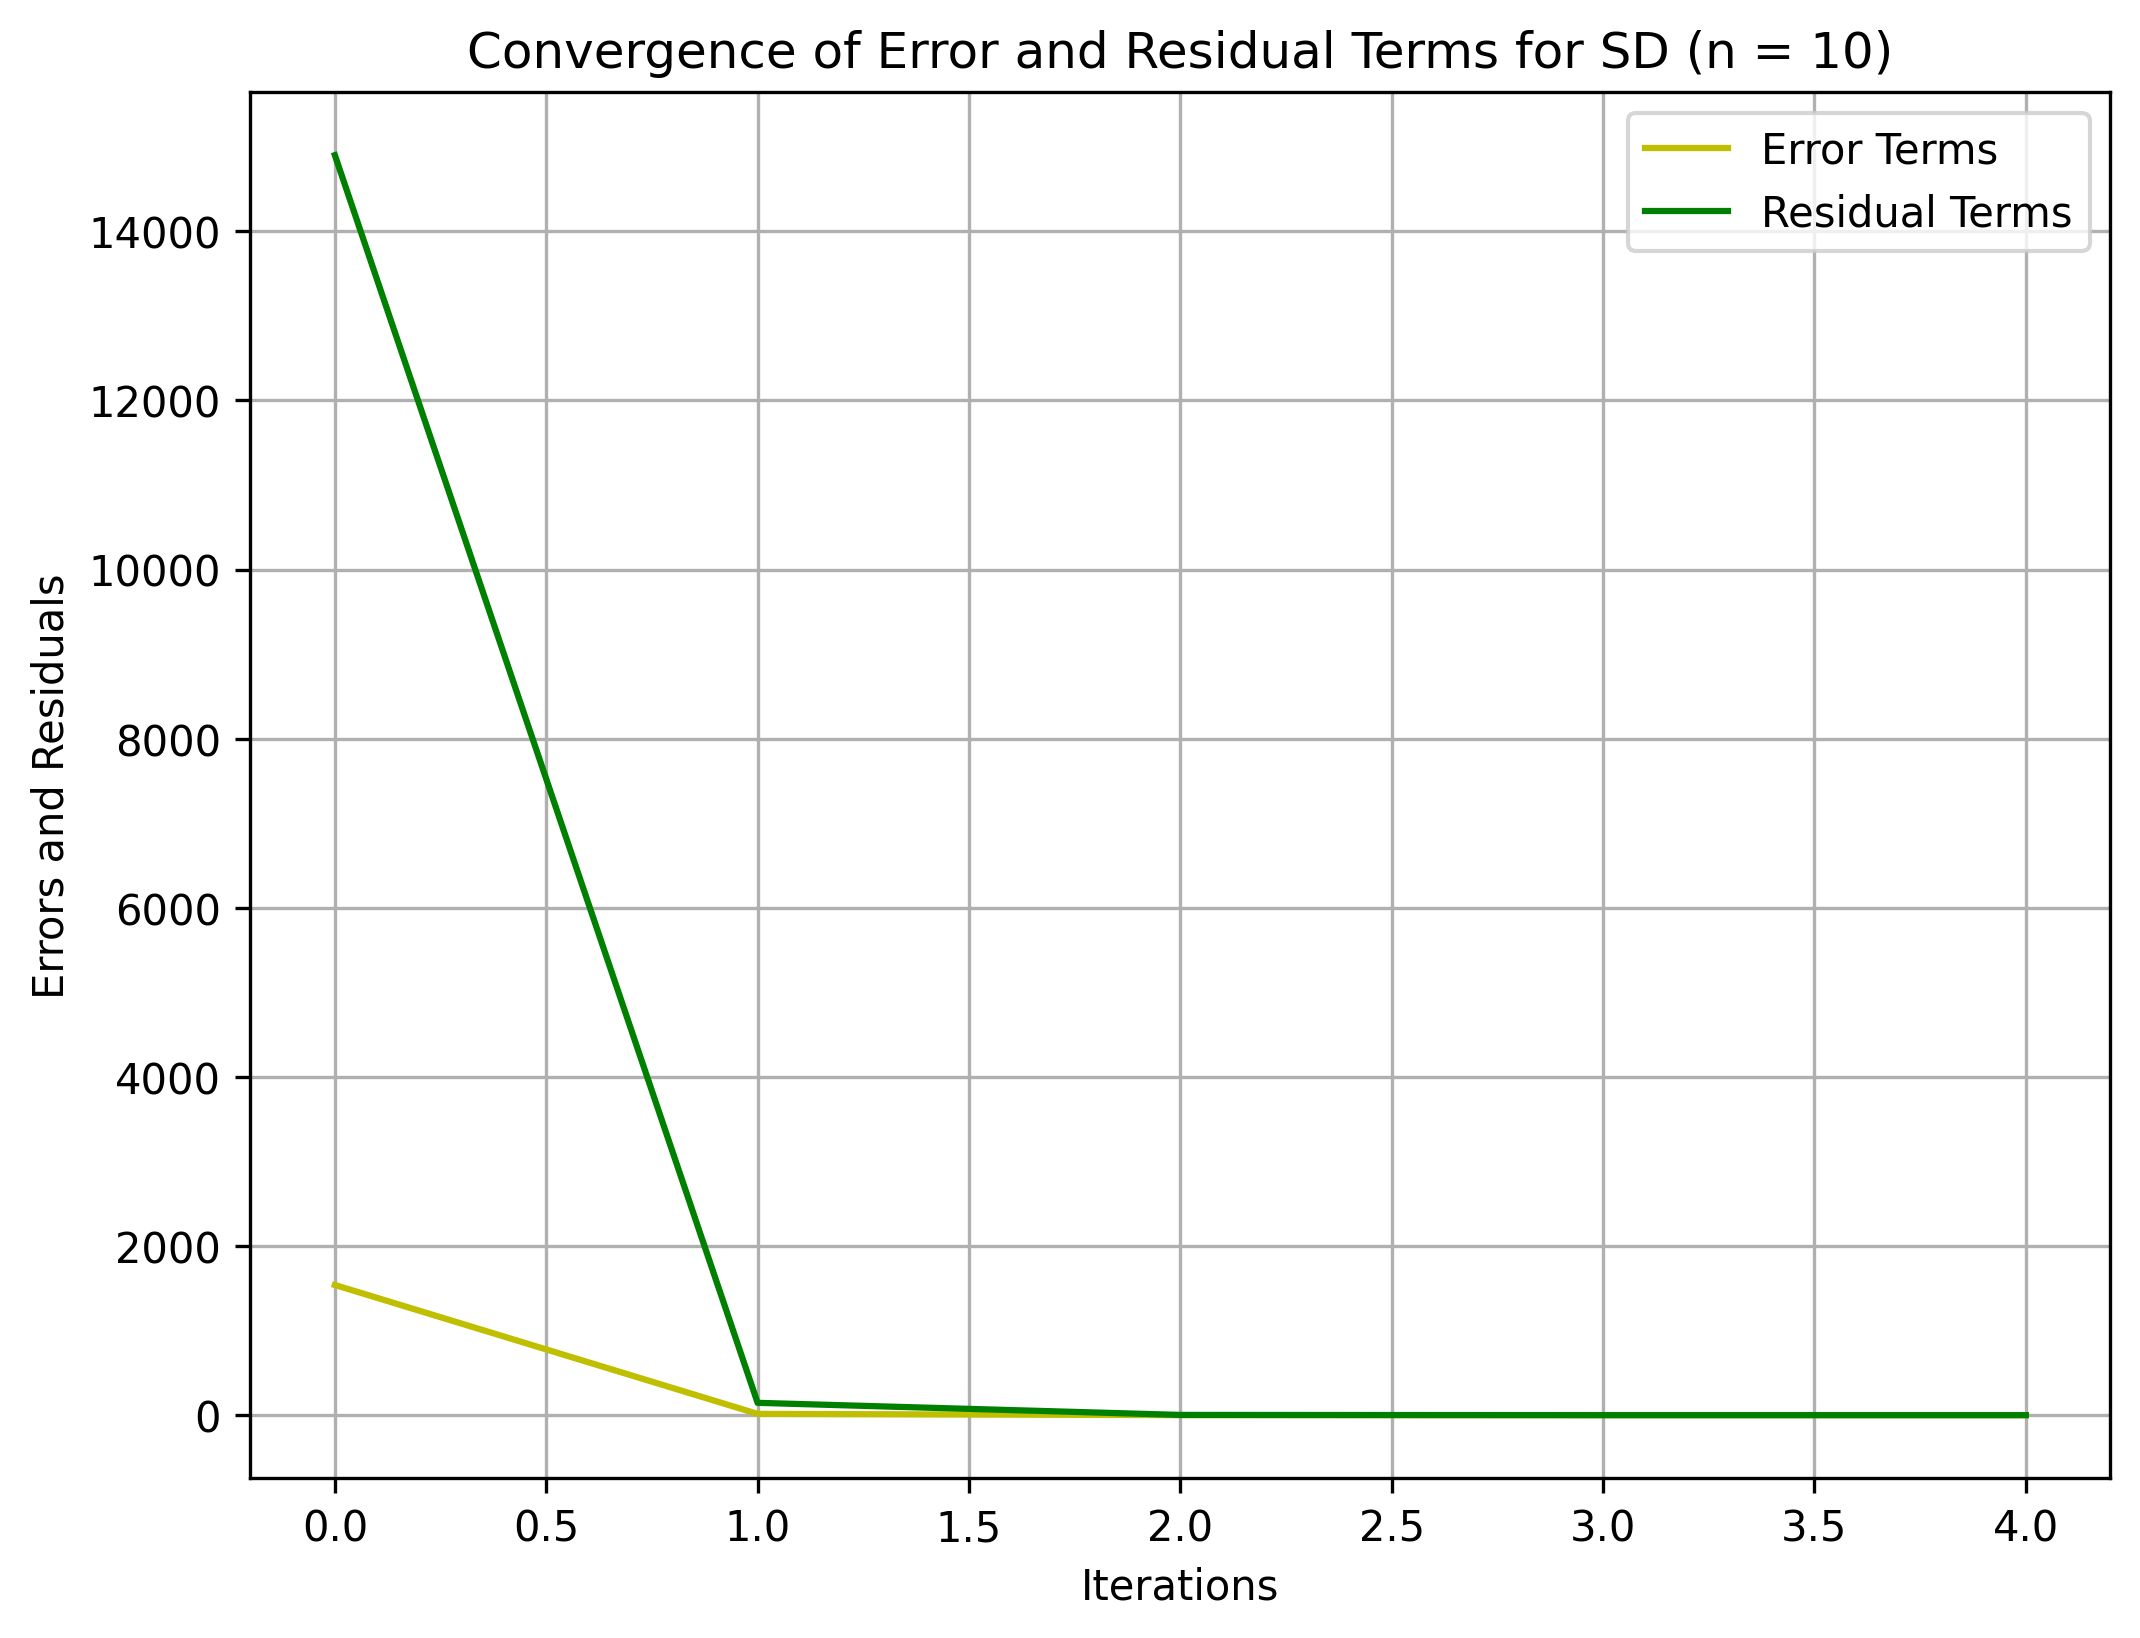 Convergence of Error and Residual Terms for SD (n = 10)
Error Terms
Residual Terms
14000
12000
10000
8000
6000
4000
2000
0
Errors and Residuals
0.0 0.5 1.0 1.5 2.0 2.5 3.0 3.5 4.0
Iterations